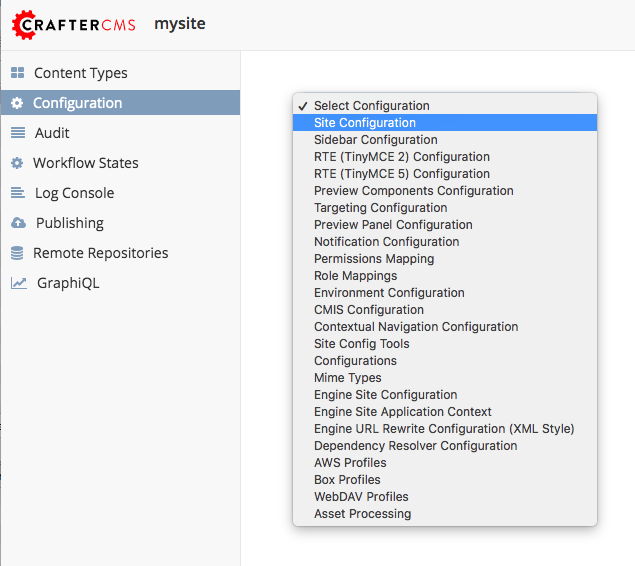 CRAFTERCMS mysite
Content Types
Configuration
Audit
Workflow States
Log Console
Publishing
Remote Repositories
GraphiQL
✓ Select Configuration
Site Configuration
Sidebar Configuration
RTE (TinyMCE 2) Configuration
RTE (TinyMCE 5) Configuration
Preview Components Configuration
Targeting Configuration
Preview Panel Configuration
Notification Configuration
Permissions Mapping
Role Mappings
Environment Configuration
CMIS Configuration
Contextual Navigation Configuration
Site Config Tools
Configurations
Mime Types
Engine Site Configuration
Engine Site Application Context
Engine URL Rewrite Configuration (XML Style)
Dependency Resolver Configuration
AWS Profiles
Box Profiles
WebDAV Profiles
Asset Processing